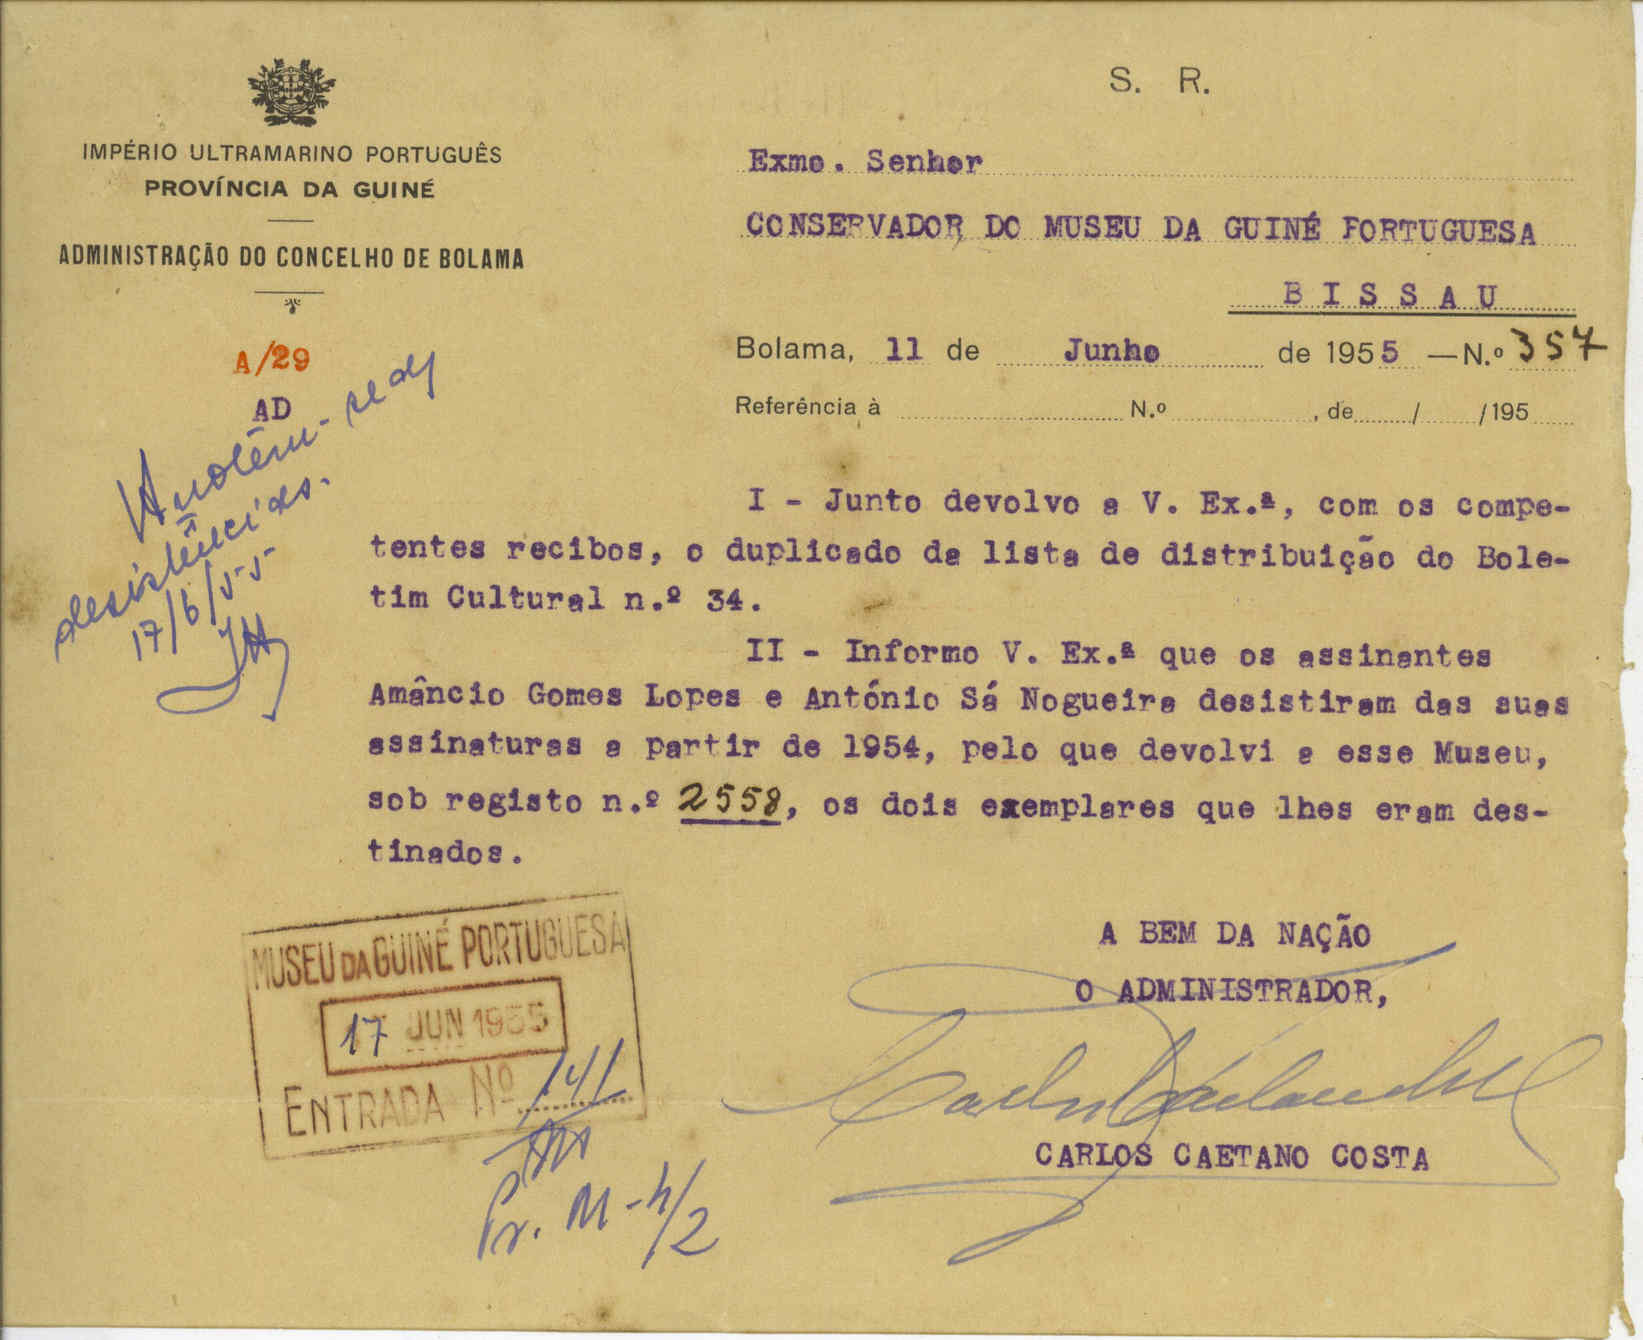 IMPÉRIO ULTRAMARINO PORTUGUÊS
PROVÍNCIA DA GUINÉ
ADMINISTRAÇÃO DO CONCELHO DE BOLAMA
A/29
AD
Anotem-se as
desistências.
17/6/55
S. R.
Exmo. Senhor
CONSERVADOR DO MUSEU DA GUINÉ PORTUGUESA
BISSAU
Bolama, 11 de Junho de 1955 — N.º 357
Referência à N.º , de / /195
I - Junto devolvo a V. Ex.ª, com os compe-
tentes recibos, o duplicado da lista de distribuição do Bole-
tim Cultural n.º 34.
II - Informo V. Ex.ª que os assinantes
Amâncio Gomes Lopes e António Sá Nogueira desistiram das suas
assinaturas a partir de 1954, pelo que devolvi a esse Museu,
sob registo n.º 2558, os dois exemplares que lhes eram des-
tinados.
A BEM DA NAÇÃO
O ADMINISTRADOR,
CARLOS CAETANO COSTA
MUSEU DA GUINÉ PORTUGUESA
17 JUN 1955
ENTRADA Nº 141
Pr. M-4/2